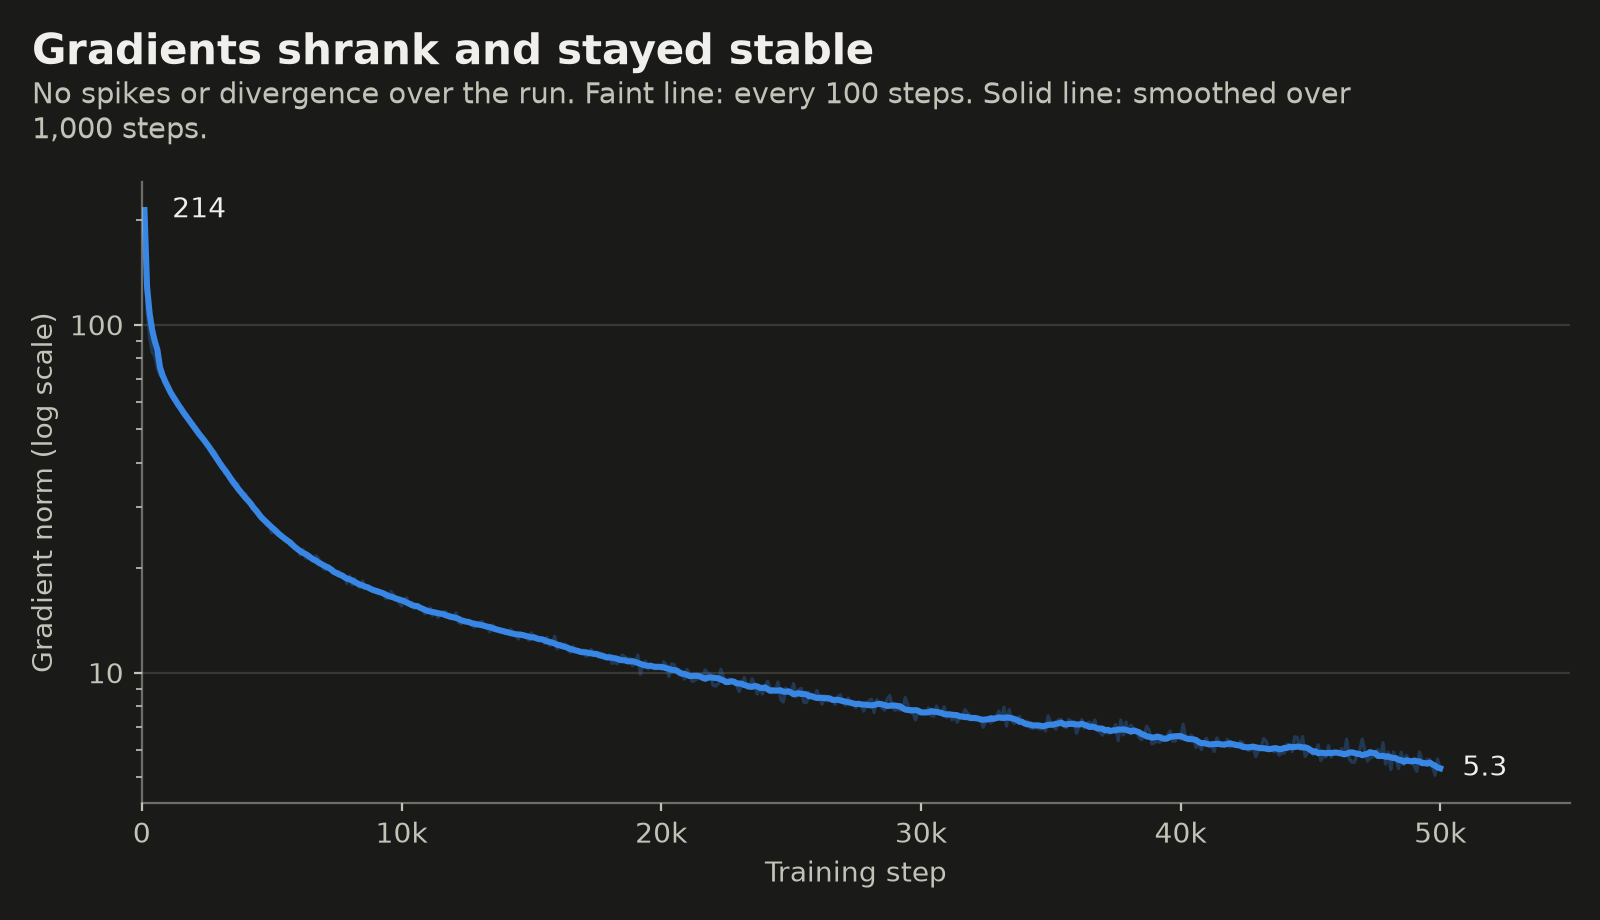 Gradients shrank and stayed stable
No spikes or divergence over the run. Faint line: every 100 steps. Solid line: smoothed over
1,000 steps.
214
100
10
5.3
Gradient norm (log scale)
0
10k
20k
30k
40k
50k
Training step